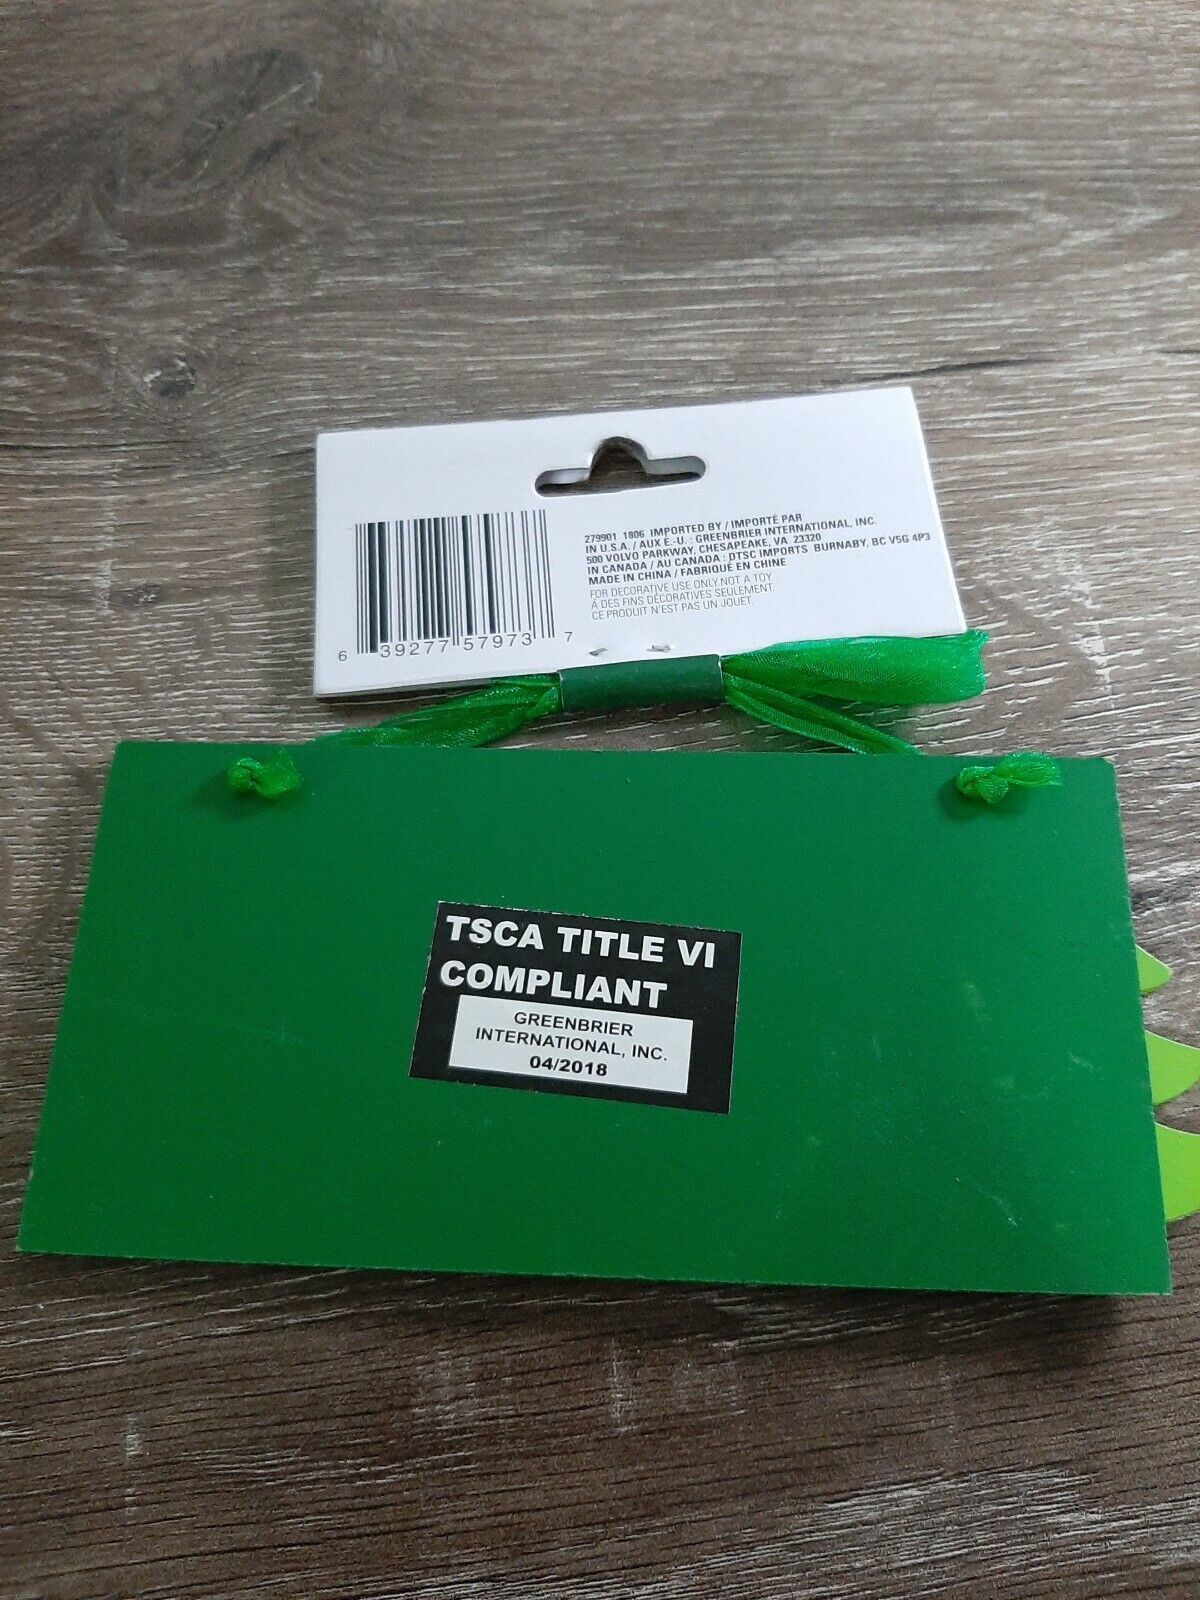 279901 1806 IMPORTED BY / IMPORTÉ PAR
IN U.S.A. / AUX É.-U. : GREENBRIER INTERNATIONAL, INC.
500 VOLVO PARKWAY, CHESAPEAKE, VA 23320
IN CANADA / AU CANADA : DTSC IMPORTS BURNABY, BC V5G 4P3
MADE IN CHINA / FABRIQUÉ EN CHINE
FOR DECORATIVE USE ONLY.NOT A TOY
À DES FINS DÉCORATIVES SEULEMENT.
CE PRODUIT N'EST PAS UN JOUET.
6 39277 57973 7
TSCA TITLE VI
COMPLIANT
GREENBRIER
INTERNATIONAL, INC.
04/2018